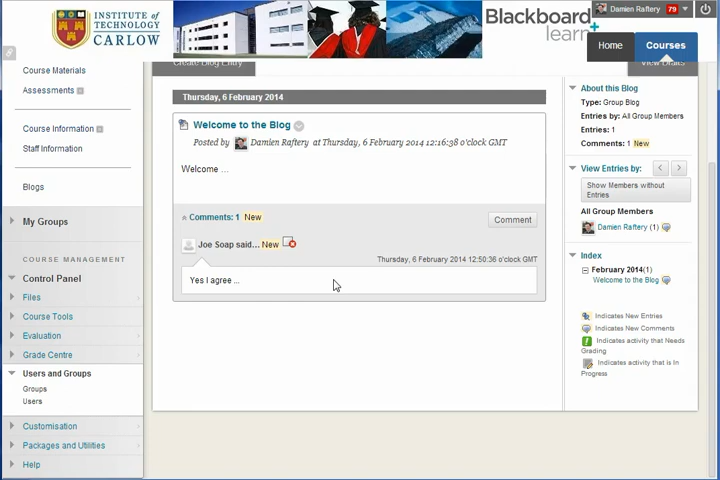 INSTITUTE of
TECHNOLOGY
CARLOW
Blackboard
learn+
Damien Raftery 79
Home
Courses
Course Materials
Assessments
Course Information
Staff Information
Blogs
My Groups
COURSE MANAGEMENT
Control Panel
Files
Course Tools
Evaluation
Grade Centre
Users and Groups
Groups
Users
Customisation
Packages and Utilities
Help
Create Blog Entry
View Drafts
Thursday, 6 February 2014
Welcome to the Blog
Posted by Damien Raftery at Thursday, 6 February 2014 12:16:38 o'clock GMT
Welcome ...
Comments: 1 New
Comment
Joe Soap said... New
Thursday, 6 February 2014 12:50:36 o'clock GMT
Yes I agree ...
About this Blog
Type: Group Blog
Entries by: All Group Members
Entries: 1
Comments: 1 New
View Entries by:
Show Members without
Entries
All Group Members
Damien Raftery (1)
Index
February 2014(1)
Welcome to the Blog
Indicates New Entries
Indicates New Comments
Indicates activity that Needs
Grading
Indicates activity that is In
Progress